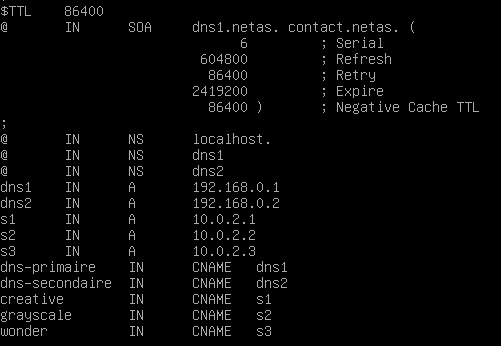 $TTL    86400
@       IN      SOA     dns1.netas. contact.netas. (
                              6         ; Serial
                         604800         ; Refresh
                          86400         ; Retry
                        2419200         ; Expire
                          86400 )       ; Negative Cache TTL
;
@       IN      NS      localhost.
@       IN      NS      dns1
@       IN      NS      dns2
dns1    IN      A       192.168.0.1
dns2    IN      A       192.168.0.2
s1      IN      A       10.0.2.1
s2      IN      A       10.0.2.2
s3      IN      A       10.0.2.3
dns-primaire    IN      CNAME   dns1
dns-secondaire  IN      CNAME   dns2
creative        IN      CNAME   s1
grayscale       IN      CNAME   s2
wonder          IN      CNAME   s3